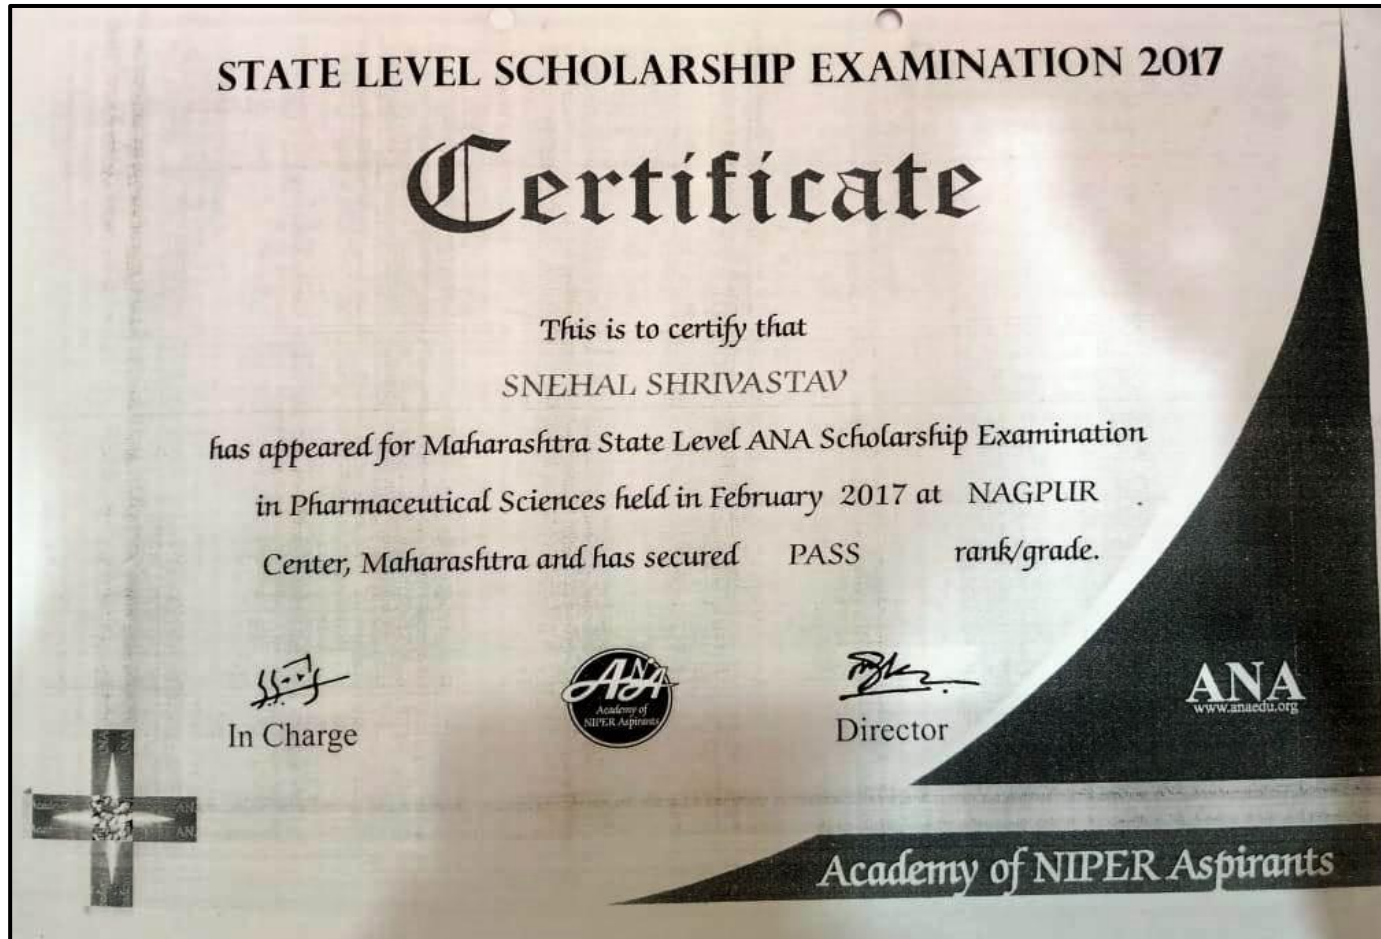 STATE LEVEL SCHOLARSHIP EXAMINATION 2017
Certificate
This is to certify that
SNEHAL SHRIVASTAV
has appeared for Maharashtra State Level ANA Scholarship Examination
in Pharmaceutical Sciences held in February 2017 at NAGPUR
Center, Maharashtra and has secured PASS rank/grade.
In Charge
ANA
Academy of
NIPER Aspirants
Director
ANA
www.anaedu.org
Academy of NIPER Aspirants